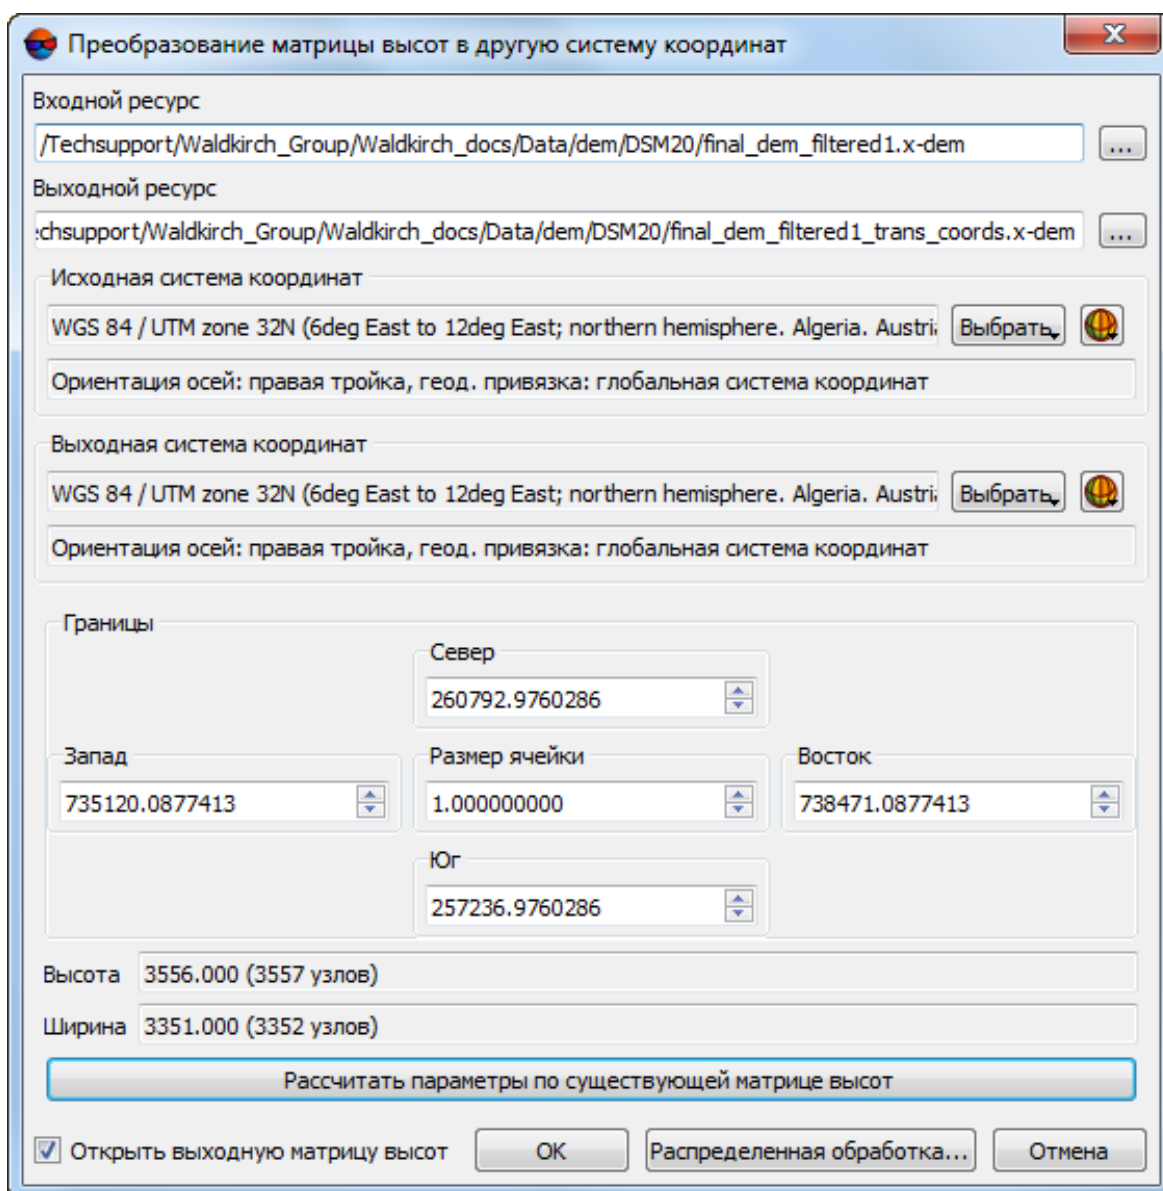 Преобразование матрицы высот в другую систему координат
Входной ресурс
/Techsupport/Waldkirch_Group/Waldkirch_docs/Data/dem/DSM20/final_dem_filtered1.x-dem ...
Выходной ресурс
chsupport/Waldkirch_Group/Waldkirch_docs/Data/dem/DSM20/final_dem_filtered1_trans_coords.x-dem ...
Исходная система координат
WGS 84 / UTM zone 32N (6deg East to 12deg East; northern hemisphere. Algeria. Austri Выбрать
Ориентация осей: правая тройка, геод. привязка: глобальная система координат
Выходная система координат
WGS 84 / UTM zone 32N (6deg East to 12deg East; northern hemisphere. Algeria. Austri Выбрать
Ориентация осей: правая тройка, геод. привязка: глобальная система координат
Границы
Север
260792.9760286
Запад Размер ячейки Восток
735120.0877413 1.000000000 738471.0877413
Юг
257236.9760286
Высота 3556.000 (3557 узлов)
Ширина 3351.000 (3352 узлов)
Рассчитать параметры по существующей матрице высот
Открыть выходную матрицу высот OK Распределенная обработка... Отмена